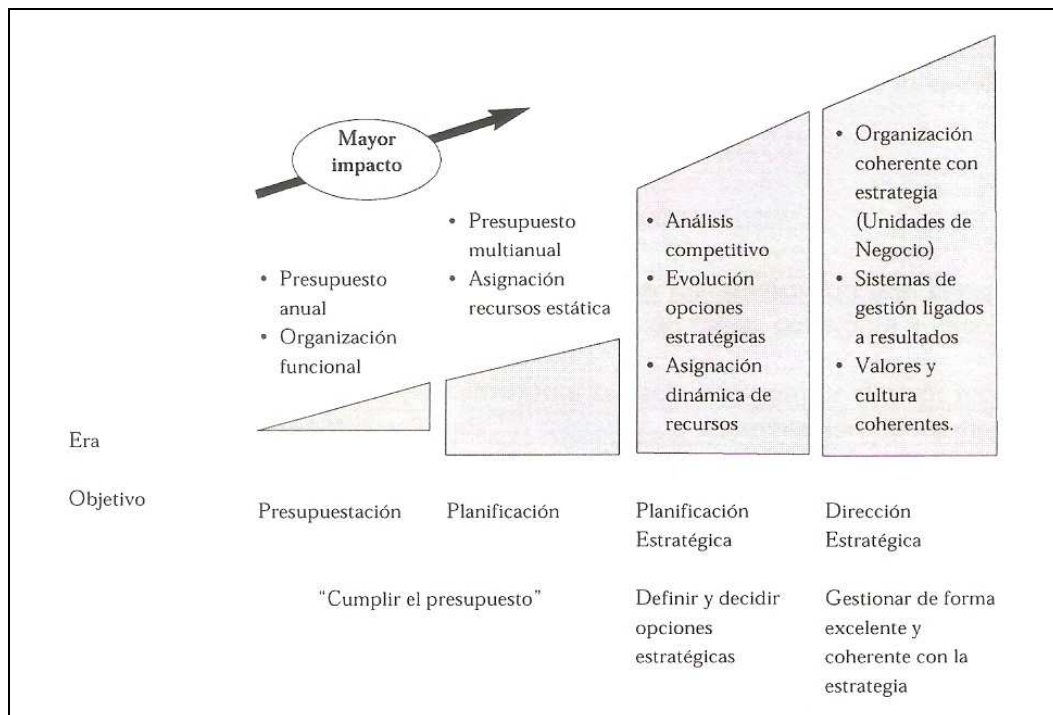 Mayor
impacto
• Presupuesto
anual
• Organización
funcional
• Presupuesto
multianual
• Asignación
recursos estática
• Análisis
competitivo
• Evolución
opciones
estratégicas
• Asignación
dinámica de
recursos
• Organización
coherente con
estrategia
(Unidades de
Negocio)
• Sistemas de
gestión ligados
a resultados
• Valores y
cultura
coherentes.
Era
Objetivo
Presupuestación
Planificación
Planificación
Estratégica
Dirección
Estratégica
“Cumplir el presupuesto”
Definir y decidir
opciones
estratégicas
Gestionar de forma
excelente y
coherente con la
estrategia